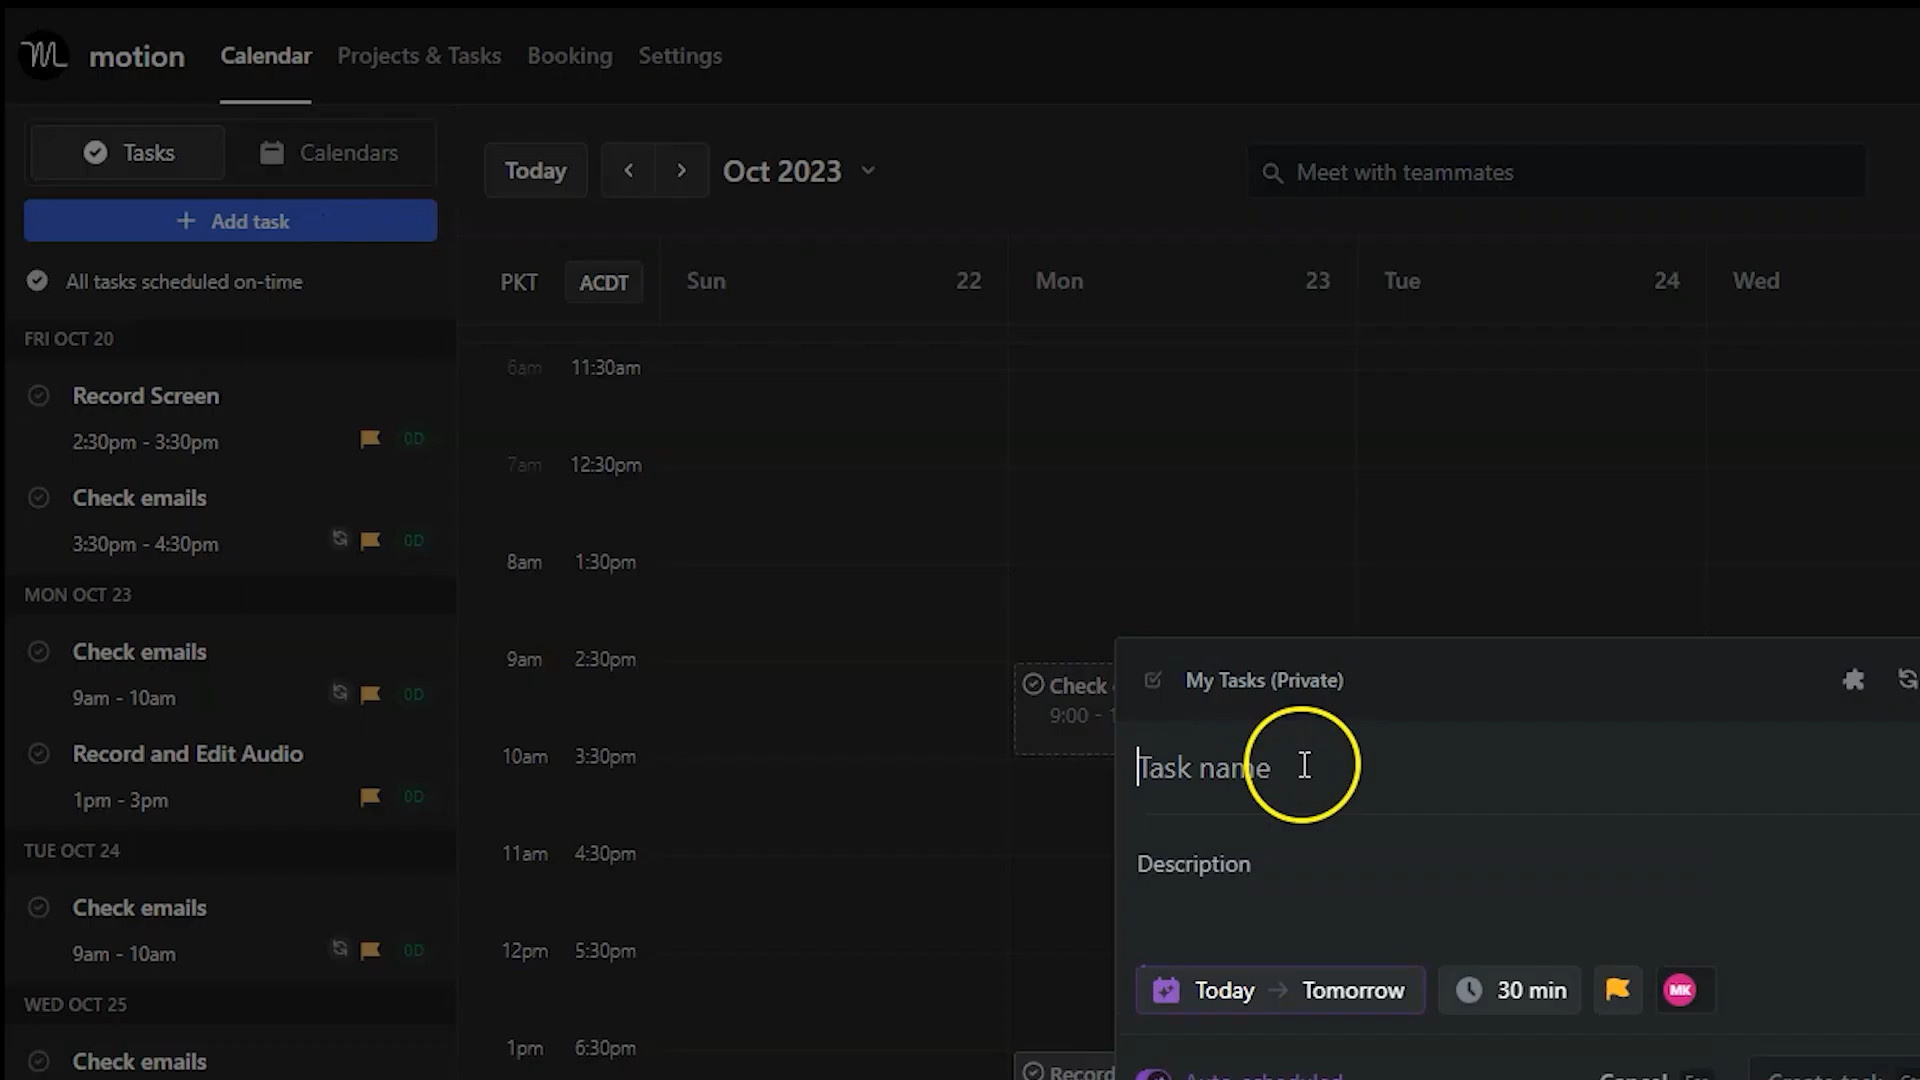 motion
Calendar
Projects & Tasks
Booking
Settings
Tasks
Calendars
Today
Oct 2023
Meet with teammates
+ Add task
All tasks scheduled on-time
PKT
ACDT
Sun 22
Mon 23
Tue 24
Wed
FRI OCT 20
Record Screen
2:30pm - 3:30pm
0D
Check emails
3:30pm - 4:30pm
0D
MON OCT 23
Check emails
9am - 10am
0D
Record and Edit Audio
1pm - 3pm
0D
TUE OCT 24
Check emails
9am - 10am
0D
WED OCT 25
Check emails
6am 11:30am
7am 12:30pm
8am 1:30pm
9am 2:30pm
10am 3:30pm
11am 4:30pm
12pm 5:30pm
1pm 6:30pm
Check
9:00 -
Record
My Tasks (Private)
Task name
Description
Today → Tomorrow
30 min
MK
Auto-scheduled
Cancel
Create task